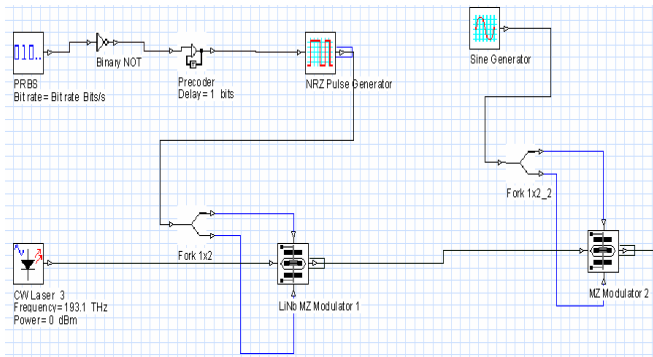 PRBS
Bit rate= Bit rate Bits/s
Binary NOT
Precoder
Delay= 1 bits
NRZ Pulse Generator
Sine Generator
Fork 1x2_2
Fork 1x2
CW Laser 3
Frequency= 193.1 THz
Power= 0 dBm
LiNb MZ Modulator 1
MZ Modulator 2